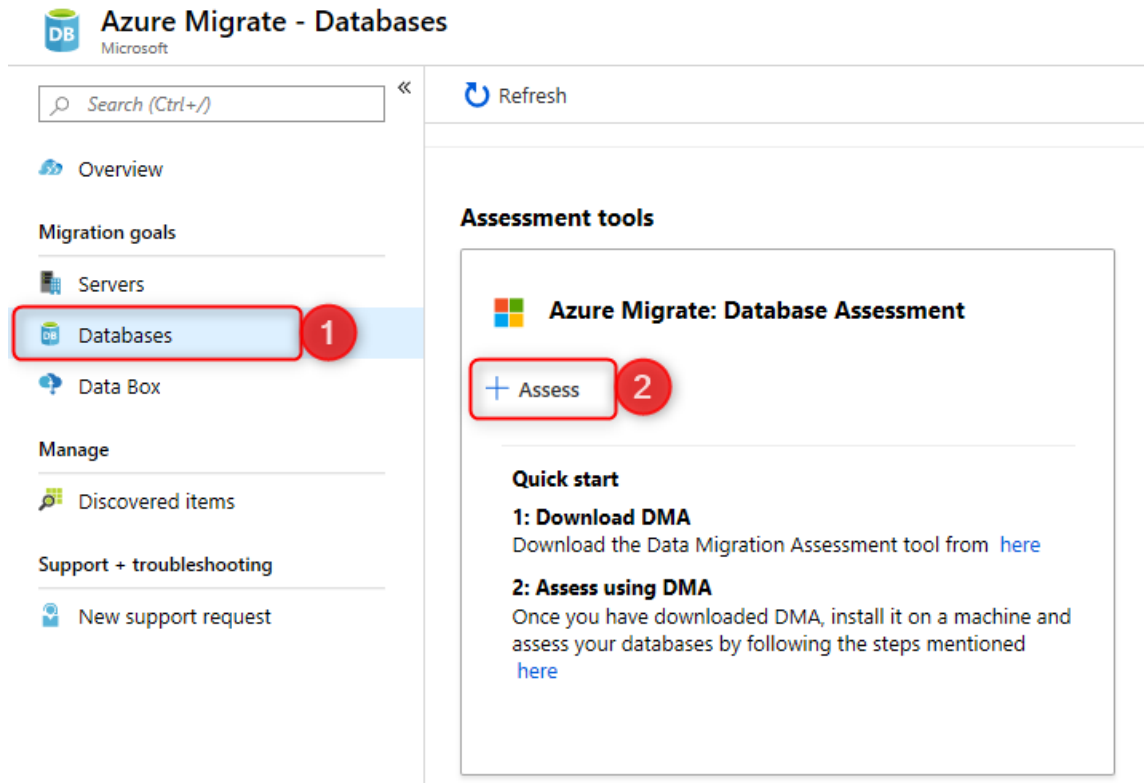 Azure Migrate - Databases
Microsoft
Search (Ctrl+/)
«
Refresh
Overview
Migration goals
Servers
Databases
1
Data Box
Manage
Discovered items
Support + troubleshooting
New support request
Assessment tools
Azure Migrate: Database Assessment
+ Assess
2
Quick start
1: Download DMA
Download the Data Migration Assessment tool from here
2: Assess using DMA
Once you have downloaded DMA, install it on a machine and
assess your databases by following the steps mentioned
here
DB
DB